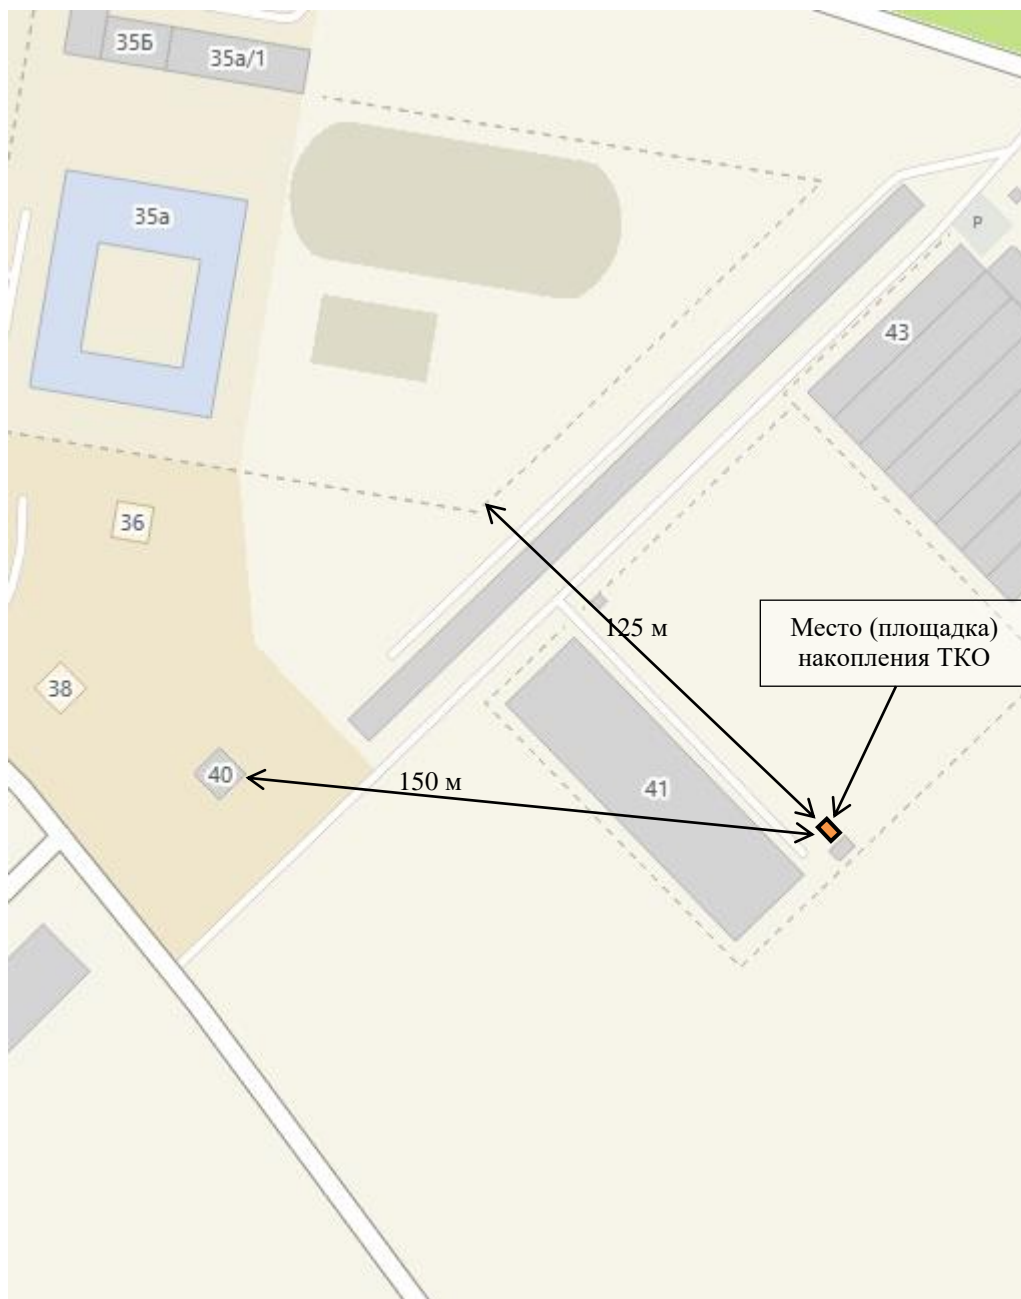 35Б
35а/1
35а
Р
43
36
125 м
Место (площадка)
накопления ТКО
38
40
150 м
41